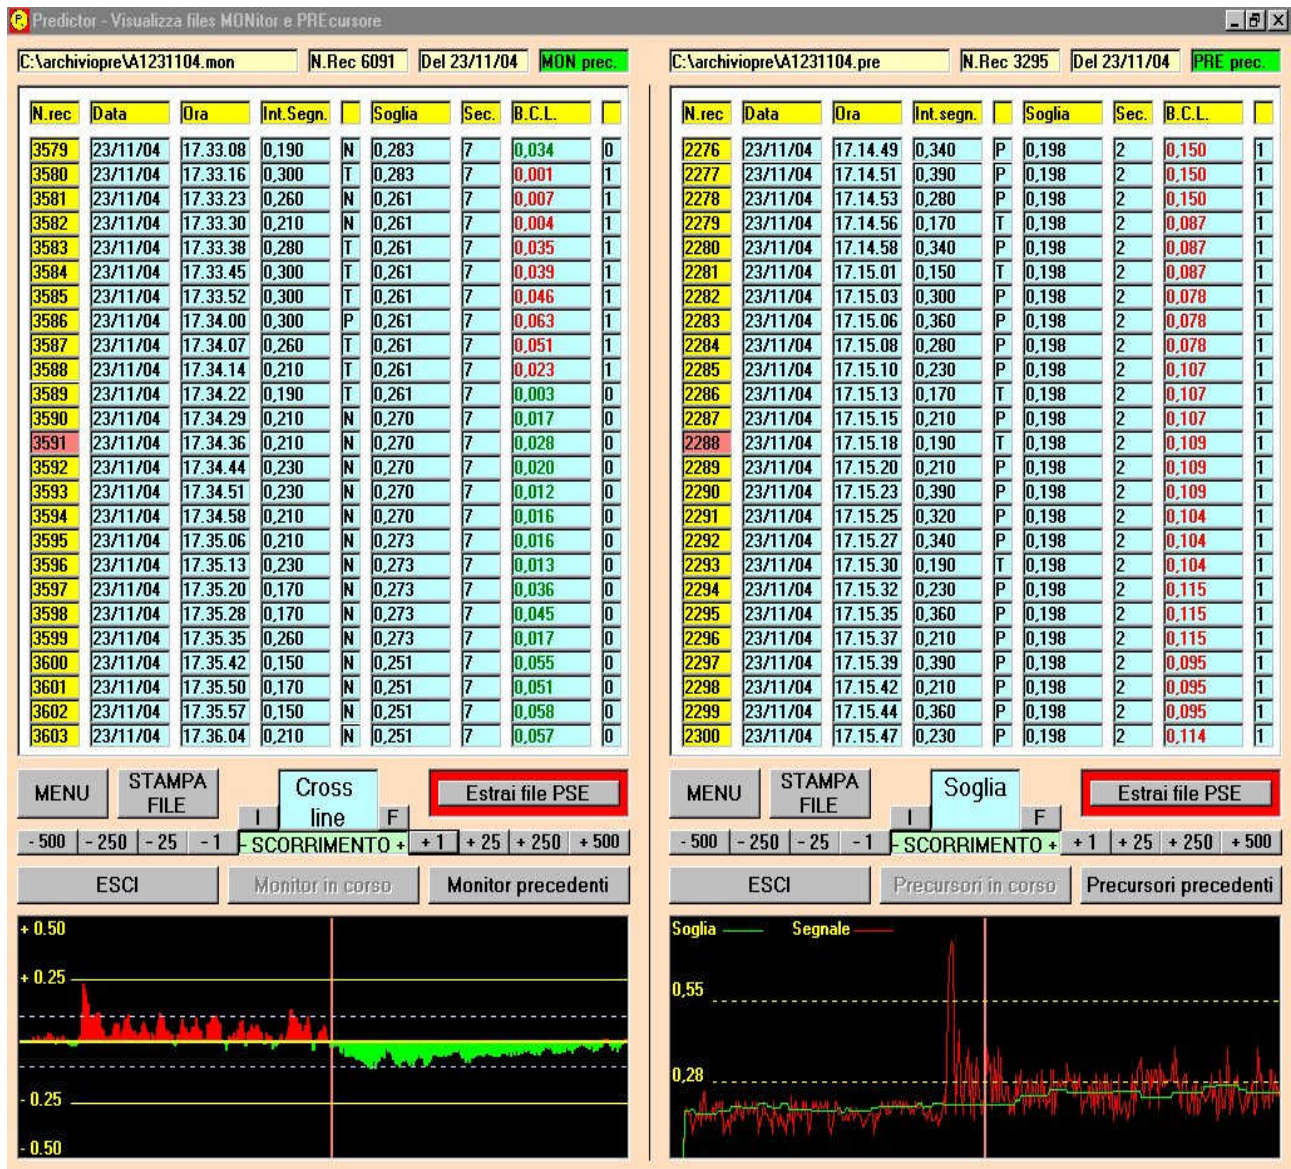 Predictor - Visualizza files MONitor e PREcursore
C:\archiviopre\A1231104.mon N.Rec 6091 Del 23/11/04 MON prec.
N.rec Data Ora Int.Segn. Soglia Sec. B.C.L.
3579 23/11/04 17.33.08 0,190 N 0,283 7 0,034 0
3580 23/11/04 17.33.16 0,300 T 0,283 7 0,001 1
3581 23/11/04 17.33.23 0,260 N 0,261 7 0,007 1
3582 23/11/04 17.33.30 0,210 N 0,261 7 0,004 1
3583 23/11/04 17.33.38 0,280 T 0,261 7 0,035 1
3584 23/11/04 17.33.45 0,300 T 0,261 7 0,039 1
3585 23/11/04 17.33.52 0,300 T 0,261 7 0,046 1
3586 23/11/04 17.34.00 0,300 P 0,261 7 0,063 1
3587 23/11/04 17.34.07 0,260 T 0,261 7 0,051 1
3588 23/11/04 17.34.14 0,210 T 0,261 7 0,023 1
3589 23/11/04 17.34.22 0,190 T 0,261 7 0,003 0
3590 23/11/04 17.34.29 0,210 N 0,270 7 0,017 0
3591 23/11/04 17.34.36 0,210 N 0,270 7 0,028 0
3592 23/11/04 17.34.44 0,230 N 0,270 7 0,020 0
3593 23/11/04 17.34.51 0,230 N 0,270 7 0,012 0
3594 23/11/04 17.34.58 0,210 N 0,270 7 0,016 0
3595 23/11/04 17.35.06 0,210 N 0,273 7 0,016 0
3596 23/11/04 17.35.13 0,230 N 0,273 7 0,013 0
3597 23/11/04 17.35.20 0,170 N 0,273 7 0,036 0
3598 23/11/04 17.35.28 0,170 N 0,273 7 0,045 0
3599 23/11/04 17.35.35 0,260 N 0,273 7 0,017 0
3600 23/11/04 17.35.42 0,150 N 0,251 7 0,055 0
3601 23/11/04 17.35.50 0,170 N 0,251 7 0,051 0
3602 23/11/04 17.35.57 0,150 N 0,251 7 0,058 0
3603 23/11/04 17.36.04 0,210 N 0,251 7 0,057 0
MENU STAMPA FILE I Cross line F Estrai file PSE
- 500 - 250 - 25 - 1 - SCORRIMENTO + + 1 + 25 + 250 + 500
ESCI Monitor in corso Monitor precedenti
+ 0.50
+ 0.25
- 0.25
- 0.50
C:\archiviopre\A1231104.pre N.Rec 3295 Del 23/11/04 PRE prec.
N.rec Data Ora Int.segn. Soglia Sec. B.C.L.
2276 23/11/04 17.14.49 0,340 P 0,198 2 0,150 1
2277 23/11/04 17.14.51 0,390 P 0,198 2 0,150 1
2278 23/11/04 17.14.53 0,280 P 0,198 2 0,150 1
2279 23/11/04 17.14.56 0,170 T 0,198 2 0,087 1
2280 23/11/04 17.14.58 0,340 P 0,198 2 0,087 1
2281 23/11/04 17.15.01 0,150 T 0,198 2 0,087 1
2282 23/11/04 17.15.03 0,300 P 0,198 2 0,078 1
2283 23/11/04 17.15.06 0,360 P 0,198 2 0,078 1
2284 23/11/04 17.15.08 0,280 P 0,198 2 0,078 1
2285 23/11/04 17.15.10 0,230 P 0,198 2 0,107 1
2286 23/11/04 17.15.13 0,170 T 0,198 2 0,107 1
2287 23/11/04 17.15.15 0,210 P 0,198 2 0,107 1
2288 23/11/04 17.15.18 0,190 T 0,198 2 0,109 1
2289 23/11/04 17.15.20 0,210 P 0,198 2 0,109 1
2290 23/11/04 17.15.23 0,390 P 0,198 2 0,109 1
2291 23/11/04 17.15.25 0,320 P 0,198 2 0,104 1
2292 23/11/04 17.15.27 0,340 P 0,198 2 0,104 1
2293 23/11/04 17.15.30 0,190 T 0,198 2 0,104 1
2294 23/11/04 17.15.32 0,230 P 0,198 2 0,115 1
2295 23/11/04 17.15.35 0,360 P 0,198 2 0,115 1
2296 23/11/04 17.15.37 0,210 P 0,198 2 0,115 1
2297 23/11/04 17.15.39 0,390 P 0,198 2 0,095 1
2298 23/11/04 17.15.42 0,210 P 0,198 2 0,095 1
2299 23/11/04 17.15.44 0,360 P 0,198 2 0,095 1
2300 23/11/04 17.15.47 0,230 P 0,198 2 0,114 1
MENU STAMPA FILE I Soglia F Estrai file PSE
- 500 - 250 - 25 - 1 - SCORRIMENTO + + 1 + 25 + 250 + 500
ESCI Precursori in corso Precursori precedenti
Soglia Segnale
0,55
0,28